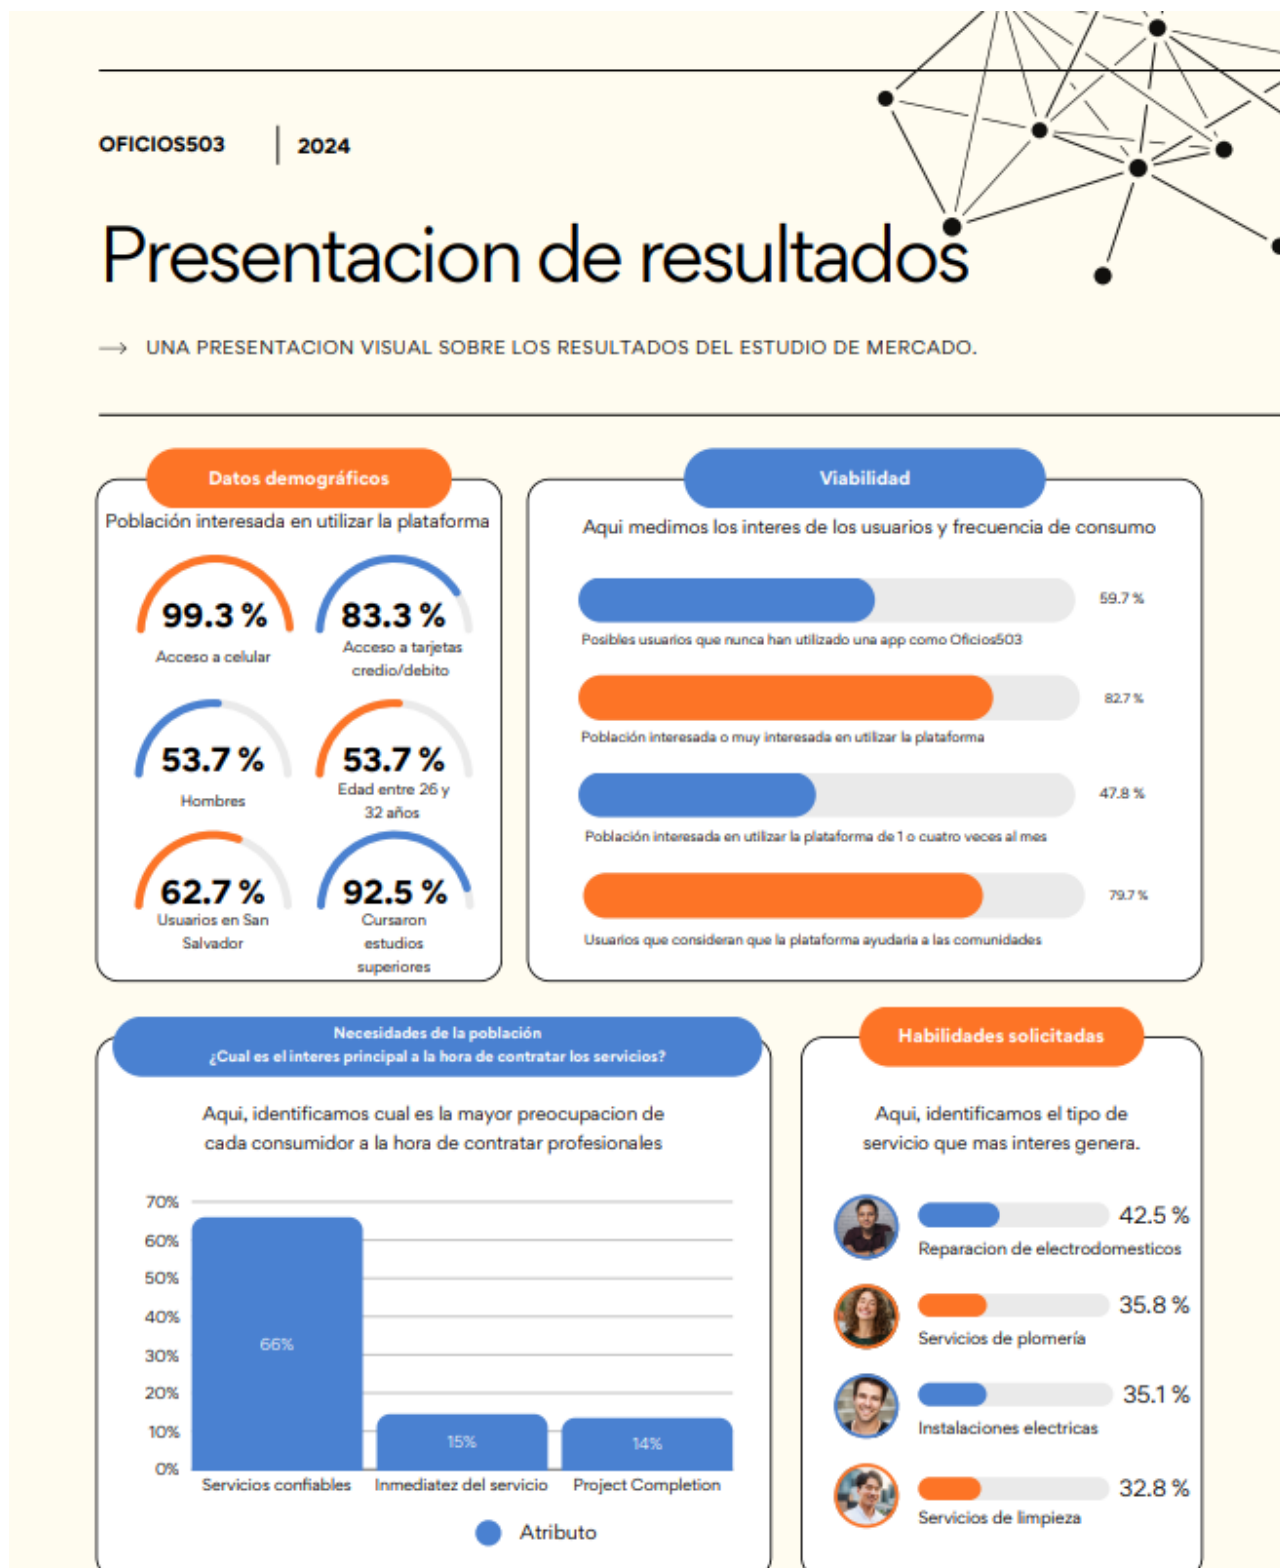 OFICIOS503 | 2024
Presentacion de resultados
→ UNA PRESENTACION VISUAL SOBRE LOS RESULTADOS DEL ESTUDIO DE MERCADO.
Datos demográficos
Población interesada en utilizar la plataforma
99.3 %
Acceso a celular
83.3 %
Acceso a tarjetas
credio/debito
53.7 %
Hombres
53.7 %
Edad entre 26 y
32 años
62.7 %
Usuarios en San
Salvador
92.5 %
Cursaron
estudios
superiores
Viabilidad
Aqui medimos los interes de los usuarios y frecuencia de consumo
59.7 %
Posibles usuarios que nunca han utilizado una app como Oficios503
82.7 %
Población interesada o muy interesada en utilizar la plataforma
47.8 %
Población interesada en utilizar la plataforma de 1 o cuatro veces al mes
79.7 %
Usuarios que consideran que la plataforma ayudaria a las comunidades
Necesidades de la población
¿Cual es el interes principal a la hora de contratar los servicios?
Aqui, identificamos cual es la mayor preocupacion de
cada consumidor a la hora de contratar profesionales
70%
60%
50%
40%
30%
20%
10%
0%
66%
15%
14%
Servicios confiables
Inmediatez del servicio
Project Completion
Atributo
Habilidades solicitadas
Aqui, identificamos el tipo de
servicio que mas interes genera.
42.5 %
Reparacion de electrodomesticos
35.8 %
Servicios de plomería
35.1 %
Instalaciones electricas
32.8 %
Servicios de limpieza